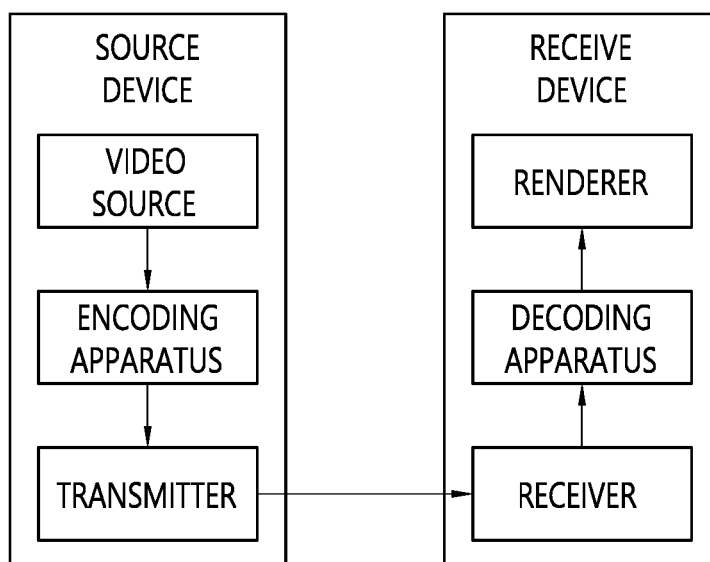 SOURCE
DEVICE
VIDEO
SOURCE
ENCODING
APPARATUS
TRANSMITTER
RECEIVE
DEVICE
RENDERER
DECODING
APPARATUS
RECEIVER